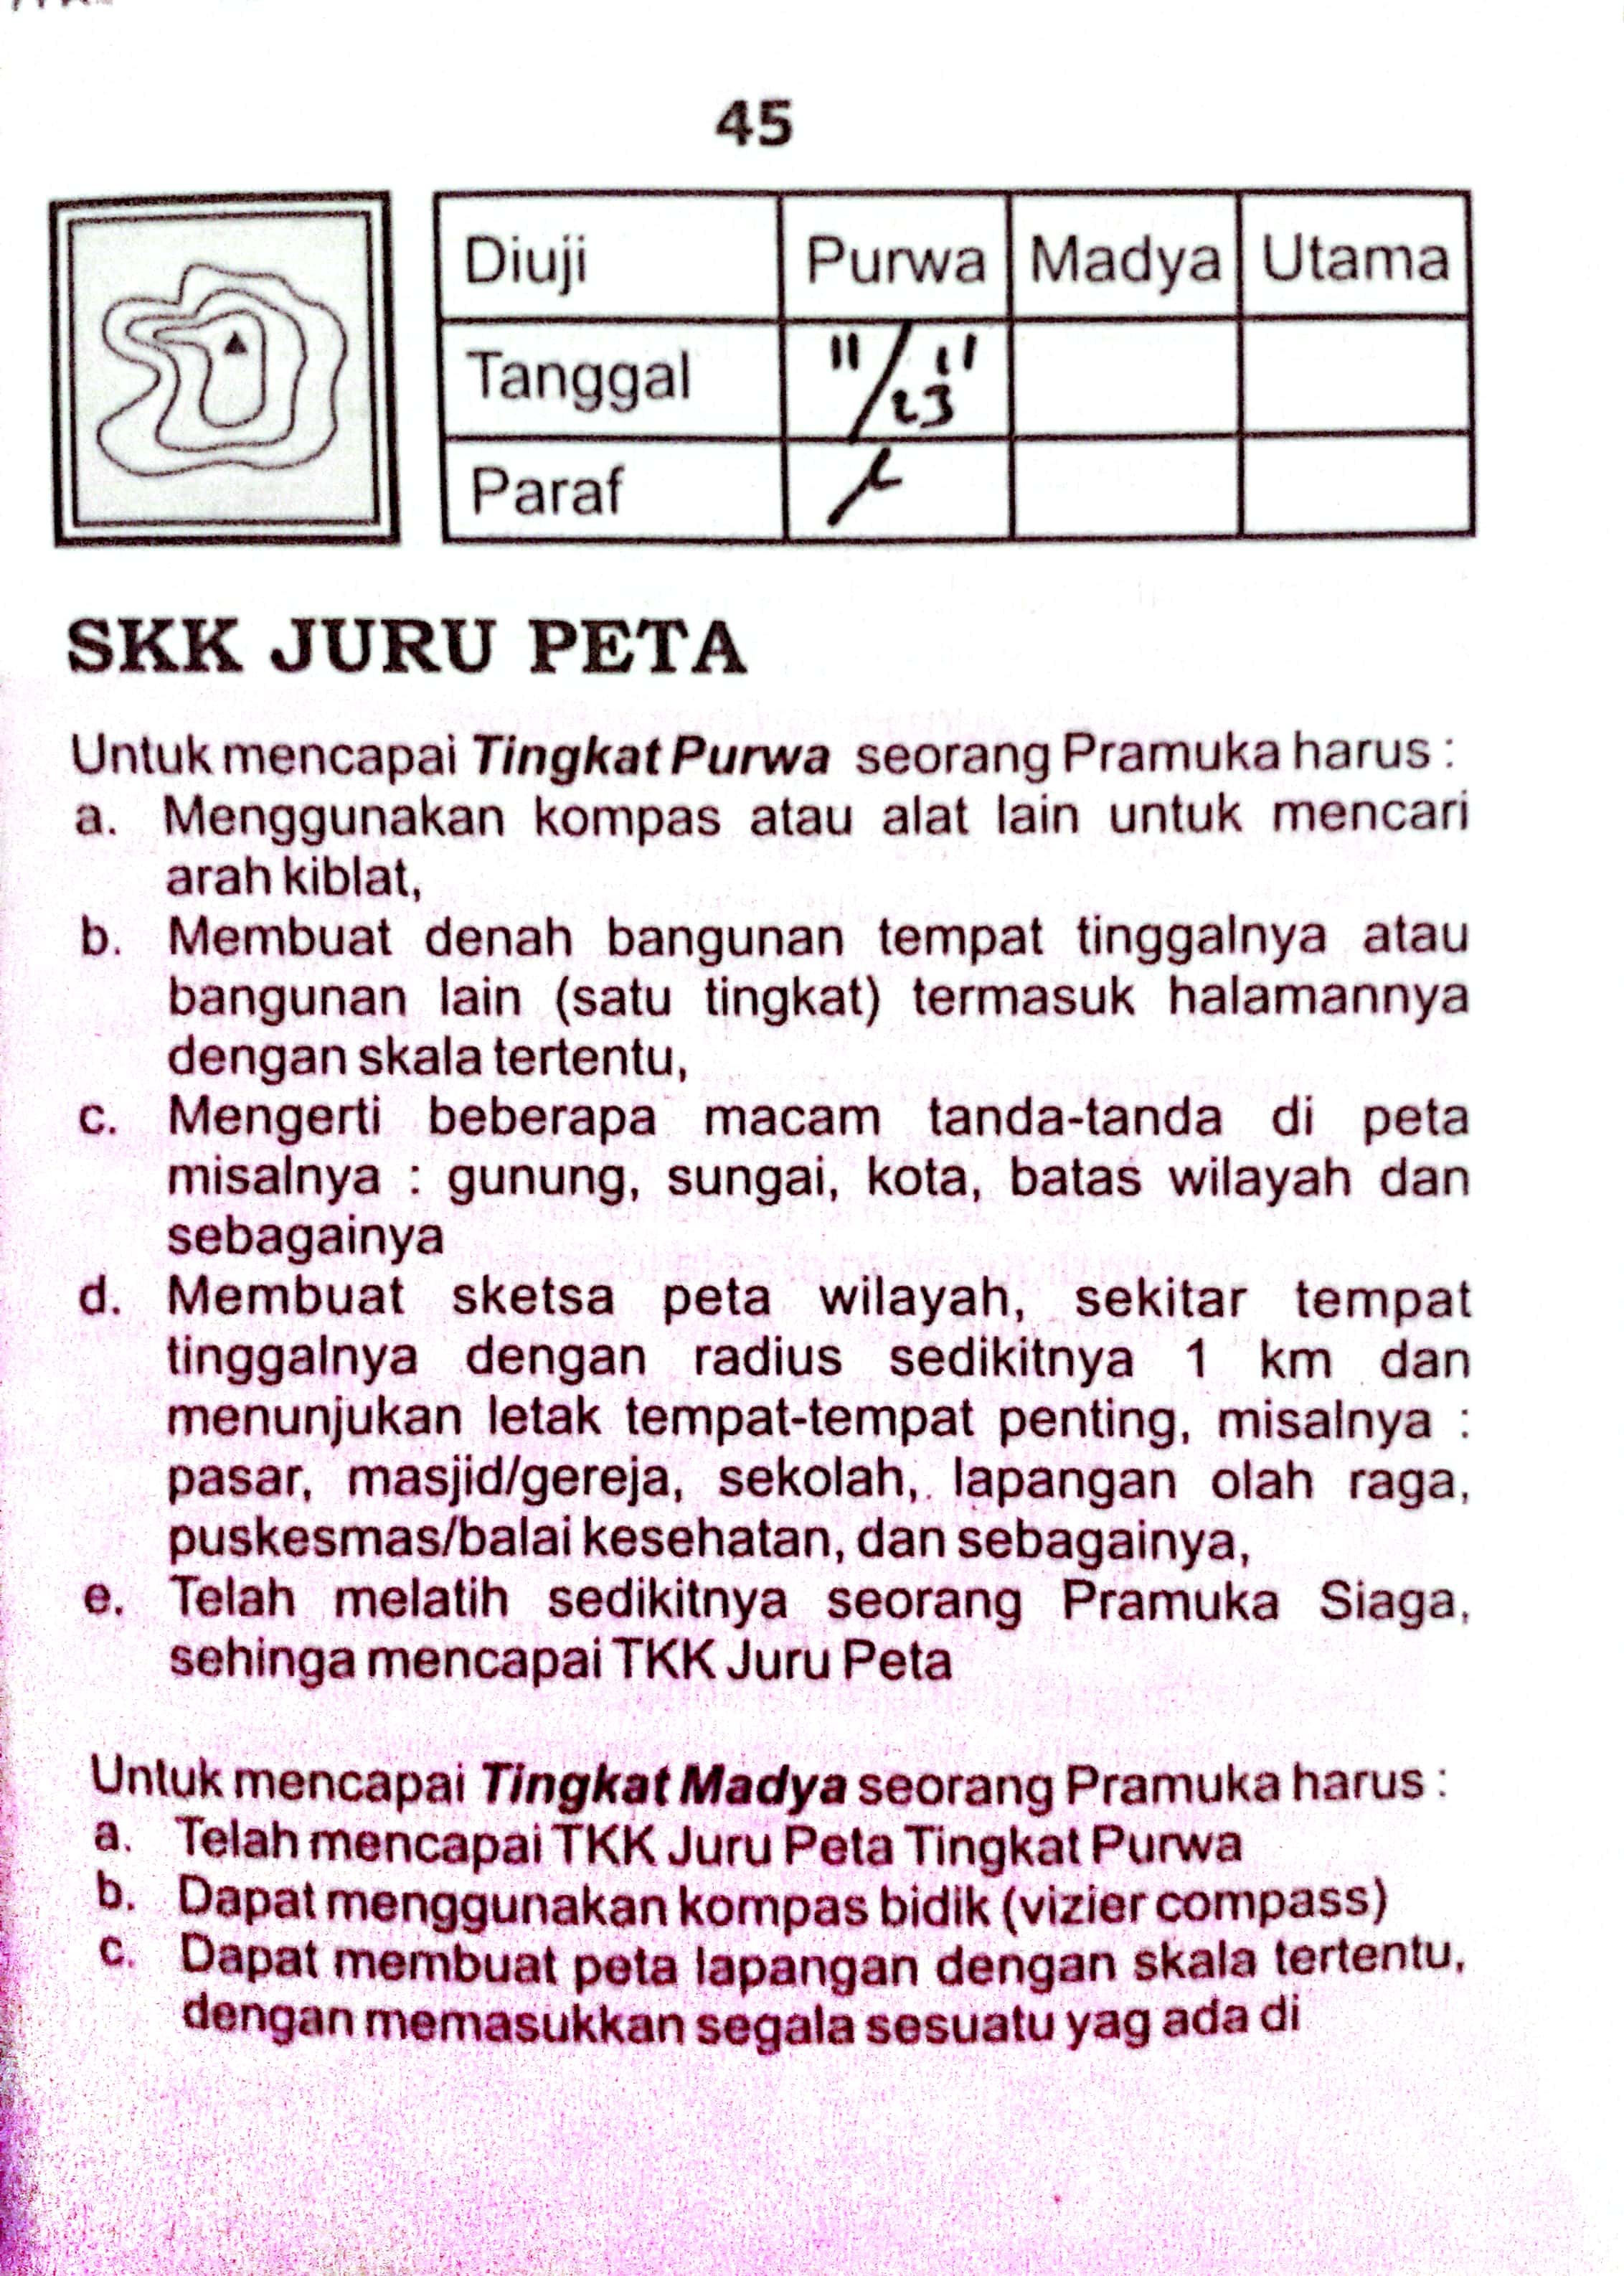 45
Diuji Purwa Madya Utama
Tanggal 11/11 23
Paraf
SKK JURU PETA
Untuk mencapai Tingkat Purwa seorang Pramuka harus :
a. Menggunakan kompas atau alat lain untuk mencari
arah kiblat,
b. Membuat denah bangunan tempat tinggalnya atau
bangunan lain (satu tingkat) termasuk halamannya
dengan skala tertentu,
c. Mengerti beberapa macam tanda-tanda di peta
misalnya : gunung, sungai, kota, batas wilayah dan
sebagainya
d. Membuat sketsa peta wilayah, sekitar tempat
tinggalnya dengan radius sedikitnya 1 km dan
menunjukan letak tempat-tempat penting, misalnya :
pasar, masjid/gereja, sekolah, lapangan olah raga,
puskesmas/balai kesehatan, dan sebagainya,
e. Telah melatih sedikitnya seorang Pramuka Siaga,
sehinga mencapai TKK Juru Peta
Untuk mencapai Tingkat Madya seorang Pramuka harus :
a. Telah mencapai TKK Juru Peta Tingkat Purwa
b. Dapat menggunakan kompas bidik (vizier compass)
c. Dapat membuat peta lapangan dengan skala tertentu,
dengan memasukkan segala sesuatu yag ada di